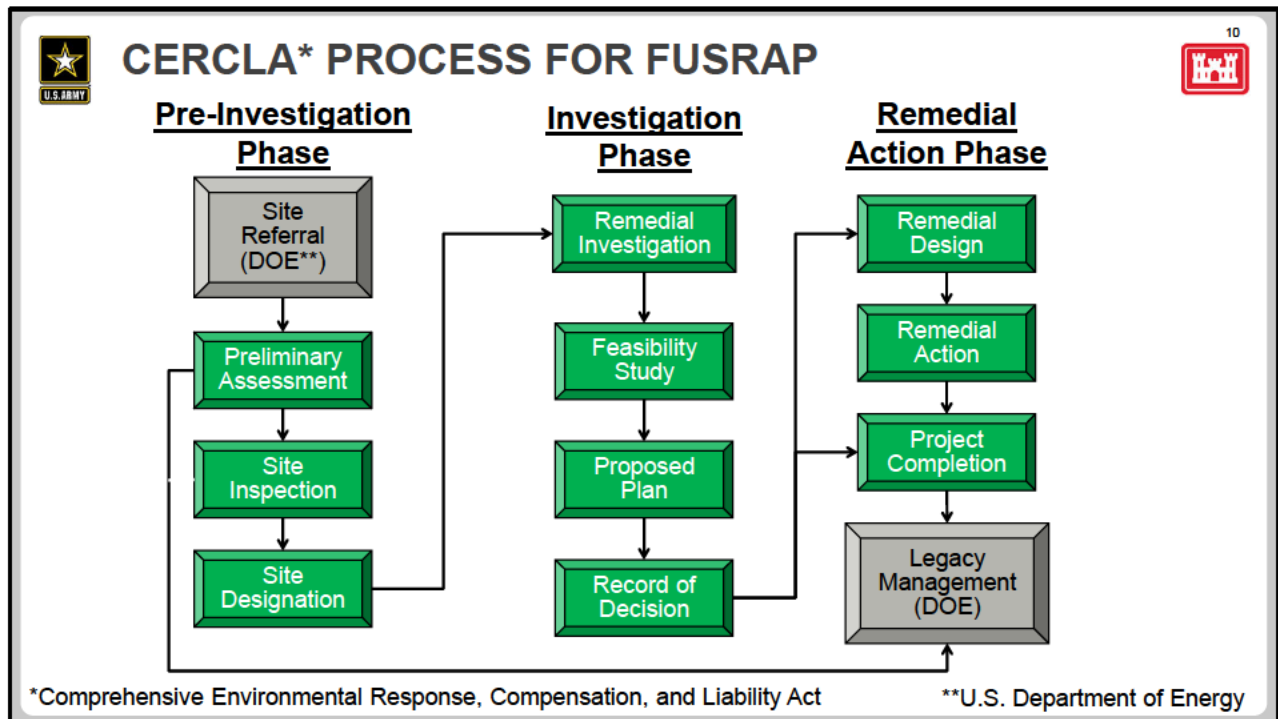 10
CERCLA* PROCESS FOR FUSRAP
U.S.ARMY
Pre-Investigation
Phase
Site
Referral
(DOE**)
Preliminary
Assessment
Site
Inspection
Site
Designation
Investigation
Phase
Remedial
Investigation
Feasibility
Study
Proposed
Plan
Record of
Decision
Remedial
Action Phase
Remedial
Design
Remedial
Action
Project
Completion
Legacy
Management
(DOE)
*Comprehensive Environmental Response, Compensation, and Liability Act
**U.S. Department of Energy